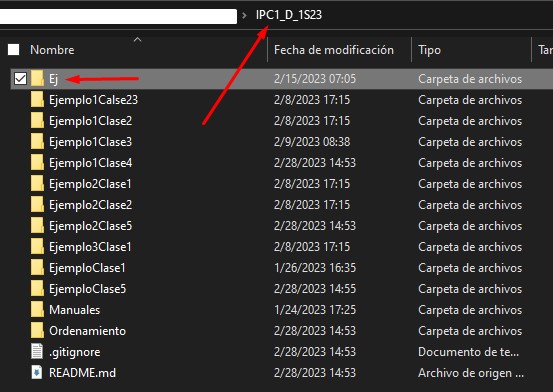 IPC1_D_1S23
Nombre Fecha de modificación Tipo Tar
Ej 2/15/2023 07:05 Carpeta de archivos
Ejemplo1Calse23 2/8/2023 17:15 Carpeta de archivos
Ejemplo1Clase2 2/8/2023 17:15 Carpeta de archivos
Ejemplo1Clase3 2/9/2023 08:38 Carpeta de archivos
Ejemplo1Clase4 2/28/2023 14:53 Carpeta de archivos
Ejemplo2Clase1 2/8/2023 17:15 Carpeta de archivos
Ejemplo2Clase2 2/8/2023 17:15 Carpeta de archivos
Ejemplo2Clase5 2/28/2023 14:53 Carpeta de archivos
Ejemplo3Clase1 2/8/2023 17:15 Carpeta de archivos
EjemploClase1 1/26/2023 16:35 Carpeta de archivos
EjemploClase5 2/28/2023 14:55 Carpeta de archivos
Manuales 1/24/2023 17:25 Carpeta de archivos
Ordenamiento 2/28/2023 14:53 Carpeta de archivos
.gitignore 2/28/2023 14:53 Documento de te...
README.md 2/28/2023 14:53 Archivo de origen ...